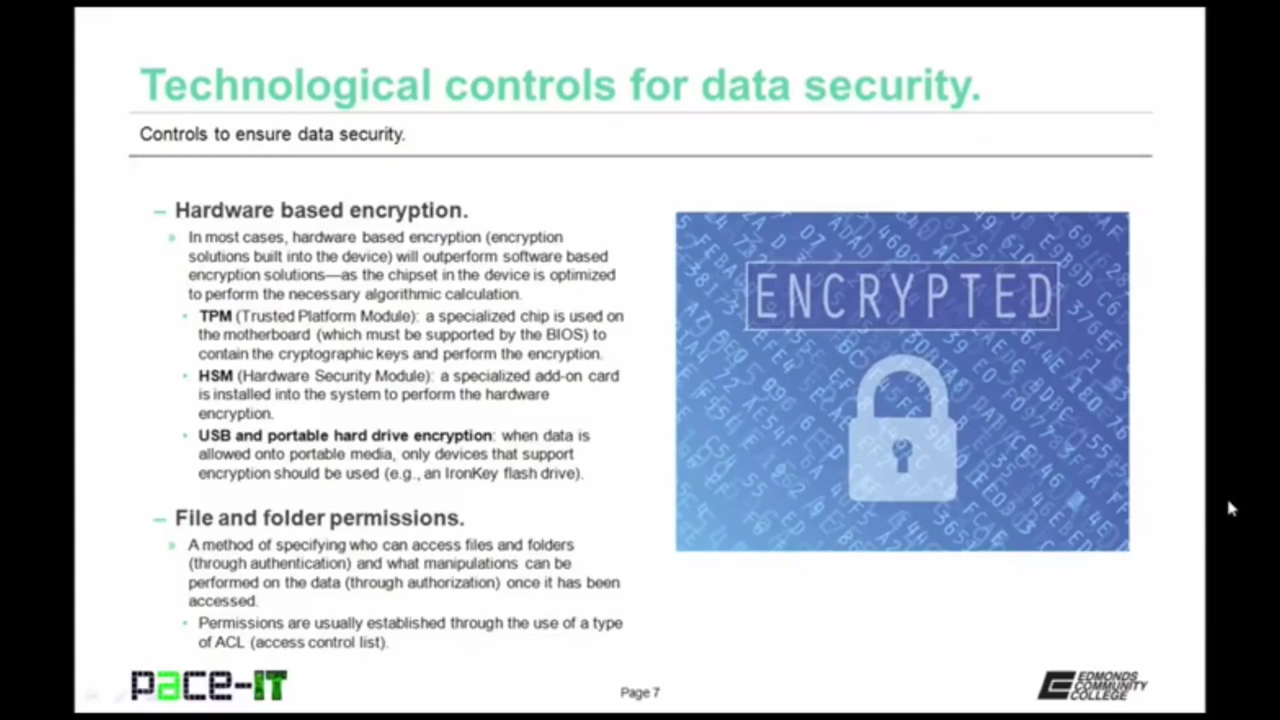 Technological controls for data security.
Controls to ensure data security.
– Hardware based encryption.
» In most cases, hardware based encryption (encryption
solutions built into the device) will outperform software based
encryption solutions—as the chipset in the device is optimized
to perform the necessary algorithmic calculation.
• TPM (Trusted Platform Module): a specialized chip is used on
the motherboard (which must be supported by the BIOS) to
contain the cryptographic keys and perform the encryption.
• HSM (Hardware Security Module): a specialized add-on card
is installed into the system to perform the hardware
encryption.
• USB and portable hard drive encryption: when data is
allowed onto portable media, only devices that support
encryption should be used (e.g., an IronKey flash drive).
– File and folder permissions.
» A method of specifying who can access files and folders
(through authentication) and what manipulations can be
performed on the data (through authorization) once it has been
accessed.
• Permissions are usually established through the use of a type
of ACL (access control list).
ENCRYPTED
pace-IT
Page 7
EDMONDS
COMMUNITY
COLLEGE